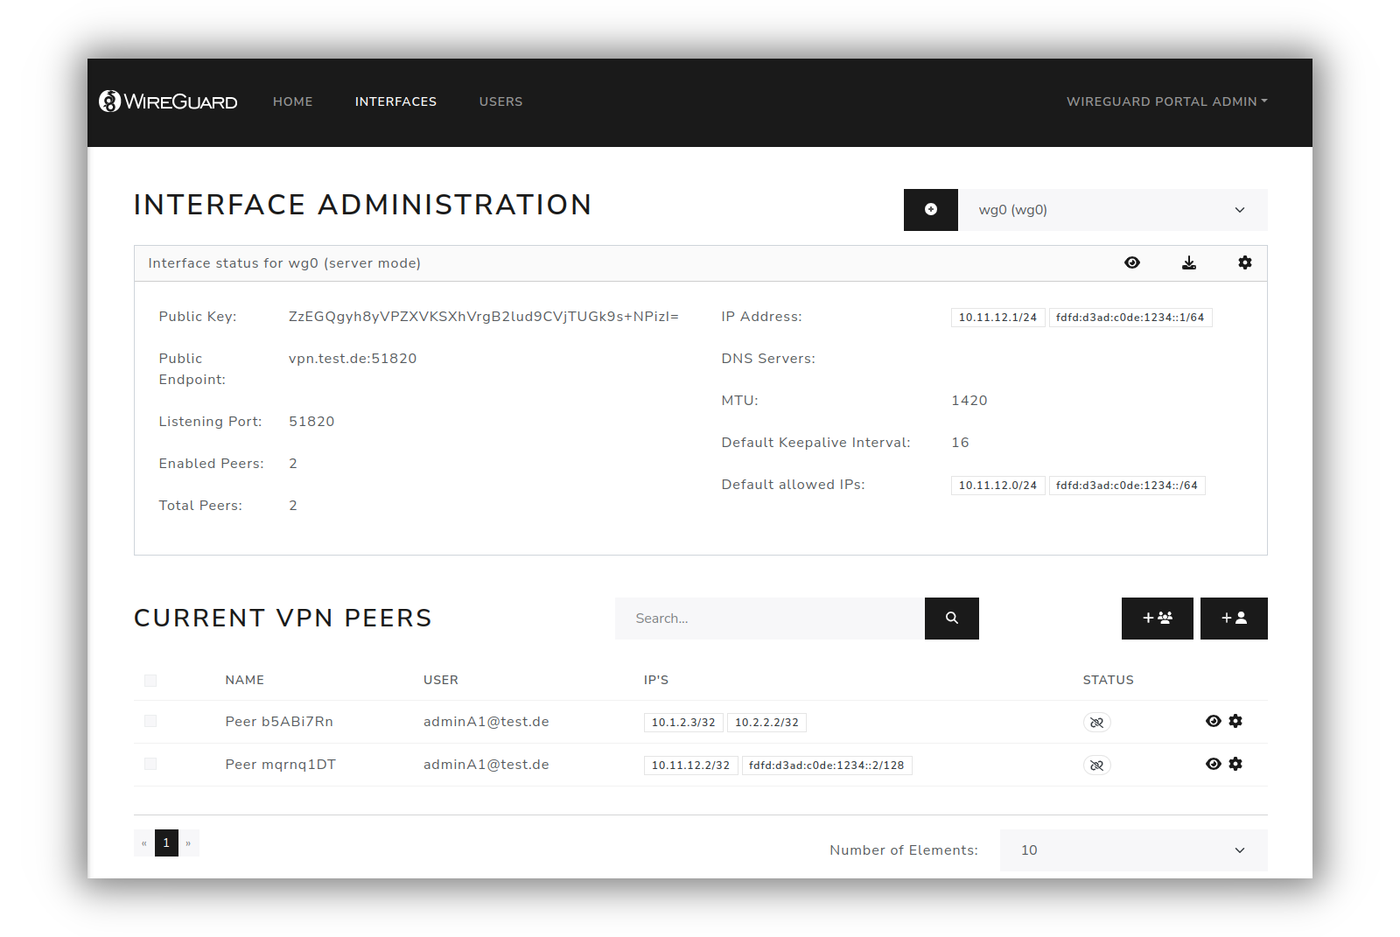 WIREGUARD HOME INTERFACES USERS WIREGUARD PORTAL ADMIN
INTERFACE ADMINISTRATION
wg0 (wg0)
Interface status for wg0 (server mode)
Public Key: ZzEGQgyh8yVPZXVKSXhVrgB2lud9CVjTUGk9s+NPizI=
Public Endpoint: vpn.test.de:51820
Listening Port: 51820
Enabled Peers: 2
Total Peers: 2
IP Address: 10.11.12.1/24 fdfd:d3ad:c0de:1234::1/64
DNS Servers:
MTU: 1420
Default Keepalive Interval: 16
Default allowed IPs: 10.11.12.0/24 fdfd:d3ad:c0de:1234::/64
CURRENT VPN PEERS
Search...
NAME USER IP'S STATUS
Peer b5ABi7Rn adminA1@test.de 10.1.2.3/32 10.2.2.2/32
Peer mqrnq1DT adminA1@test.de 10.11.12.2/32 fdfd:d3ad:c0de:1234::2/128
« 1 »
Number of Elements: 10